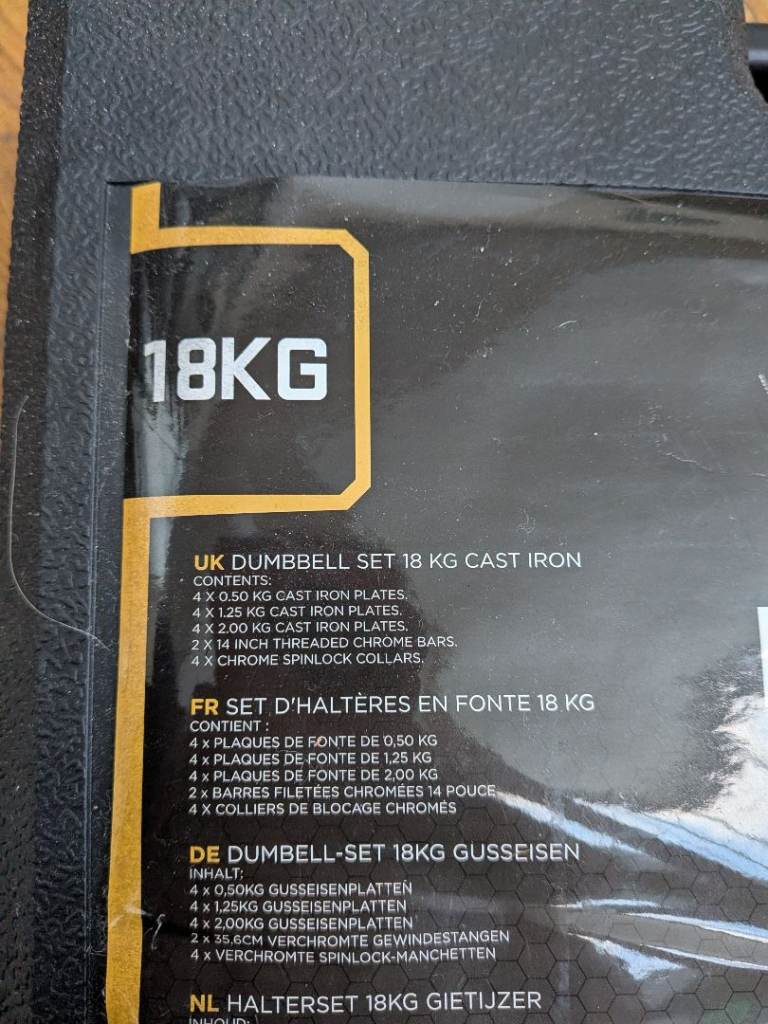 18KG
UK DUMBBELL SET 18 KG CAST IRON
CONTENTS:
4 X 0.50 KG CAST IRON PLATES.
4 X 1.25 KG CAST IRON PLATES.
4 X 2.00 KG CAST IRON PLATES.
2 X 14 INCH THREADED CHROME BARS.
4 X CHROME SPINLOCK COLLARS.
FR SET D'HALTÈRES EN FONTE 18 KG
CONTIENT :
4 x PLAQUES DE FONTE DE 0,50 KG
4 x PLAQUES DE FONTE DE 1,25 KG
4 x PLAQUES DE FONTE DE 2,00 KG
2 x BARRES FILETÉES CHROMÉES 14 POUCE
4 X COLLIERS DE BLOCAGE CHROMÉS
DE DUMBELL-SET 18KG GUSSEISEN
INHALT:
4 x 0,50KG GUSSEISENPLATTEN
4 x 1,25KG GUSSEISENPLATTEN
4 x 2,00KG GUSSEISENPLATTEN
2 x 35,6CM VERCHROMTE GEWINDESTANGEN
4 x VERCHROMTE SPINLOCK-MANCHETTEN
NL HALTERSET 18KG GIETIJZER
INHOUD: